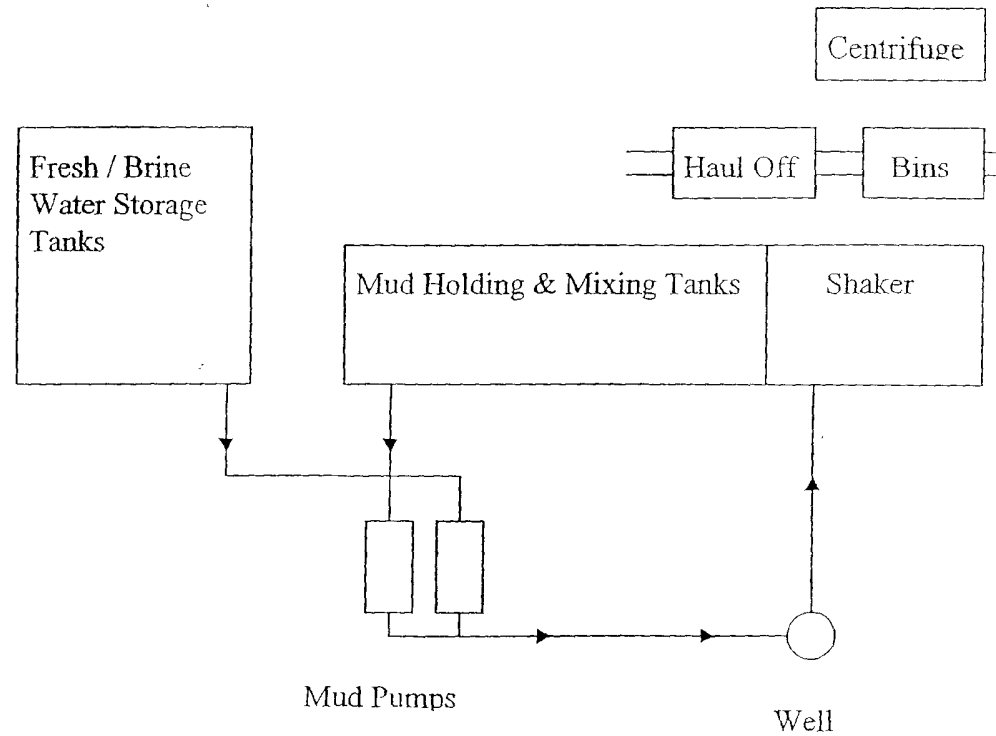 Centrifuge
Fresh / Brine
Water Storage
Tanks
Haul Off
Bins
Mud Holding & Mixing Tanks
Shaker
Mud Pumps
Well